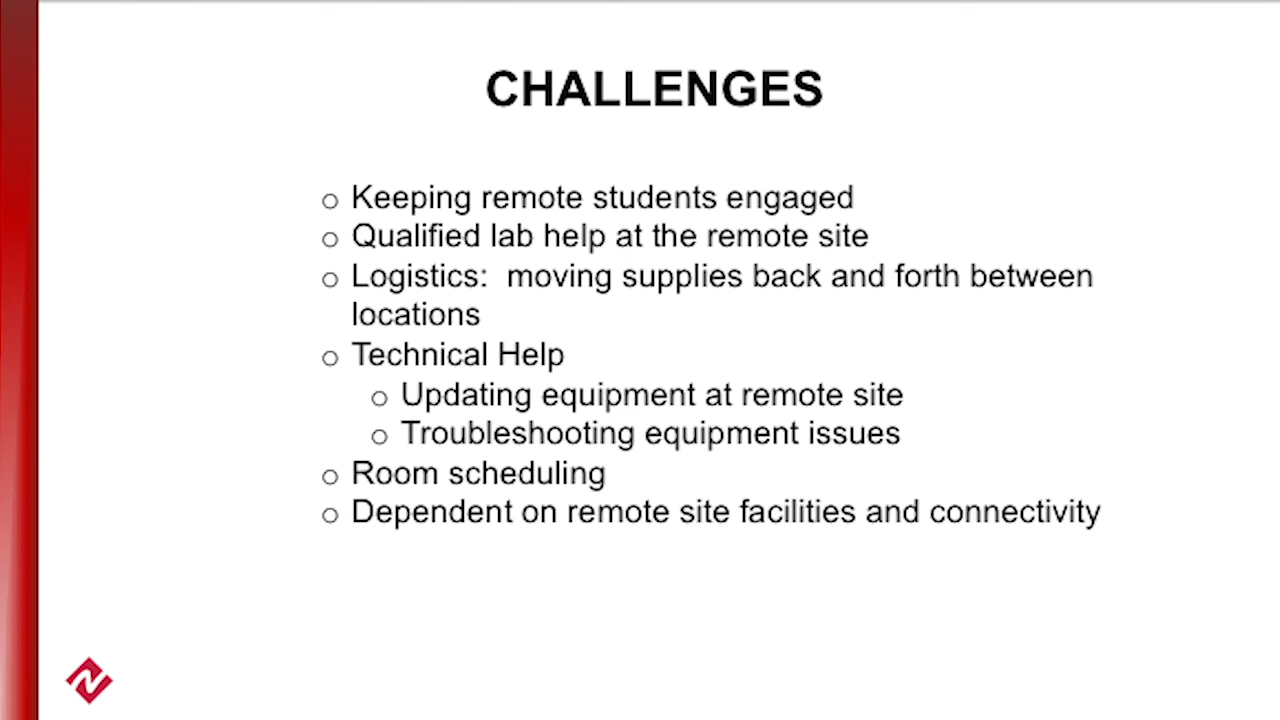 CHALLENGES
o Keeping remote students engaged
o Qualified lab help at the remote site
o Logistics:  moving supplies back and forth between
locations
o Technical Help
o Updating equipment at remote site
o Troubleshooting equipment issues
o Room scheduling
o Dependent on remote site facilities and connectivity